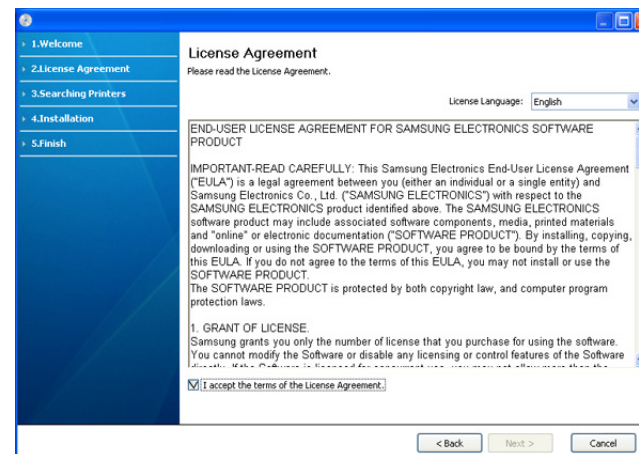 1.Welcome
2.License Agreement
3.Searching Printers
4.Installation
5.Finish
License Agreement
Please read the License Agreement.
License Language: English
END-USER LICENSE AGREEMENT FOR SAMSUNG ELECTRONICS SOFTWARE
PRODUCT
IMPORTANT-READ CAREFULLY: This Samsung Electronics End-User License Agreement
("EULA") is a legal agreement between you (either an individual or a single entity) and
Samsung Electronics Co., Ltd. ("SAMSUNG ELECTRONICS") with respect to the
SAMSUNG ELECTRONICS product identified above. The SAMSUNG ELECTRONICS
software product may include associated software components, media, printed materials
and "online" or electronic documentation ("SOFTWARE PRODUCT"). By installing, copying,
downloading or using the SOFTWARE PRODUCT, you agree to be bound by the terms of
this EULA. If you do not agree to the terms of this EULA, you may not install or use the
SOFTWARE PRODUCT.
The SOFTWARE PRODUCT is protected by both copyright law, and computer program
protection laws.
1. GRANT OF LICENSE.
Samsung grants you only the number of license that you purchase for using the software.
You cannot modify the Software or disable any licensing or control features of the Software
I accept the terms of the License Agreement.
< Back
Next >
Cancel